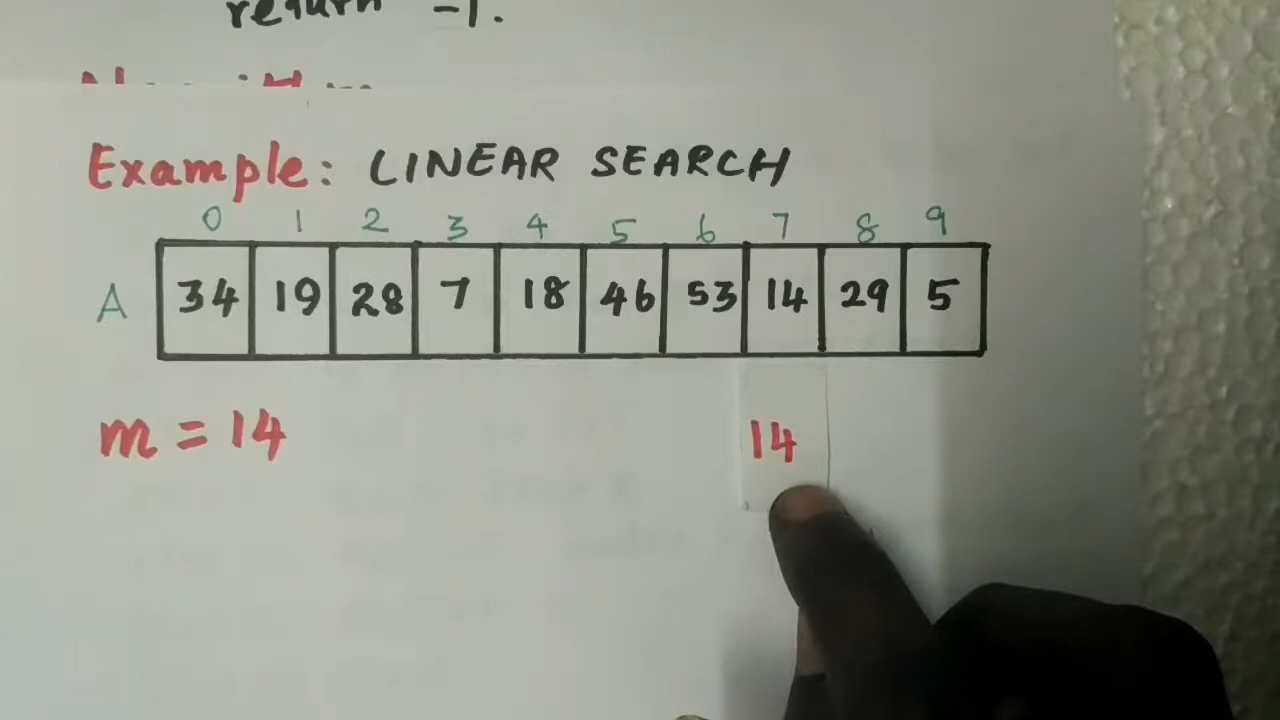 return -1.
Example: LINEAR SEARCH
0 1 2 3 4 5 6 7 8 9
A 34 19 28 7 18 46 53 14 29 5
m = 14 14